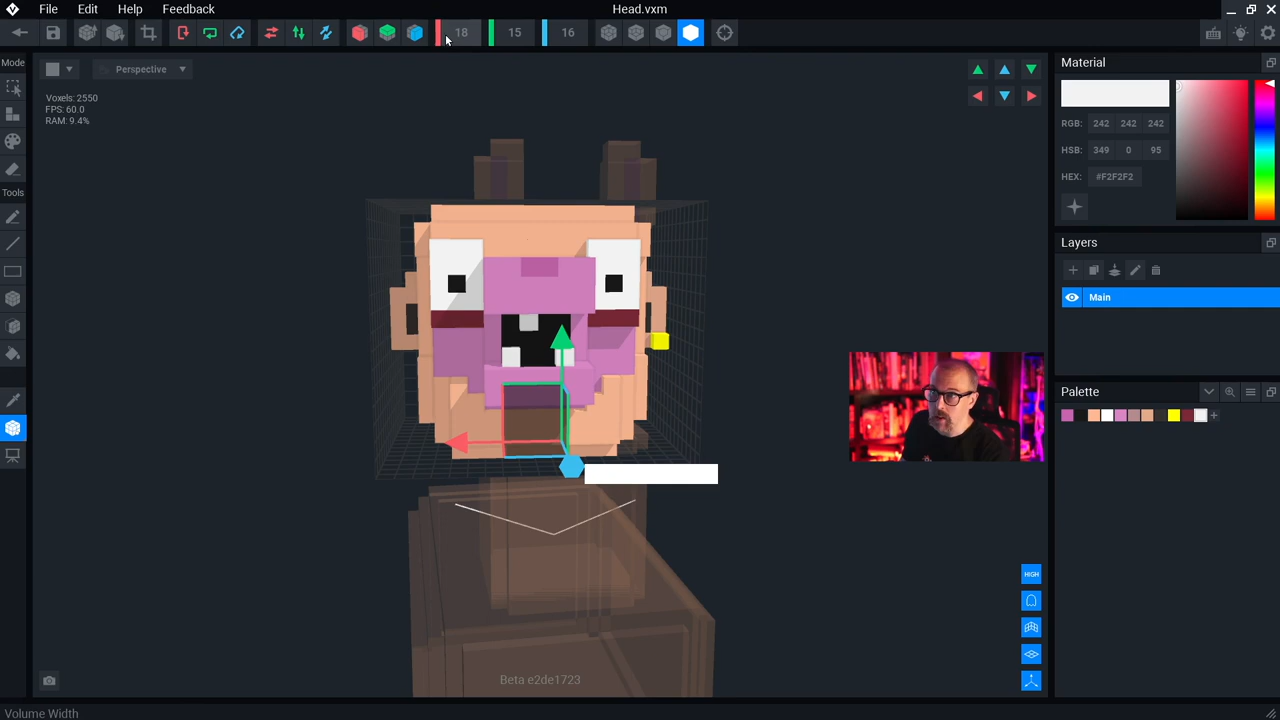 File Edit Help Feedback
Head.vxm
18 15 16
Mode
Perspective
Voxels: 2550
FPS: 60.0
RAM: 9.4%
Tools
Material
RGB: 242 242 242
HSB: 349 0 95
HEX: #F2F2F2
Layers
Main
Palette
HIGH
Beta e2de1723
Volume Width